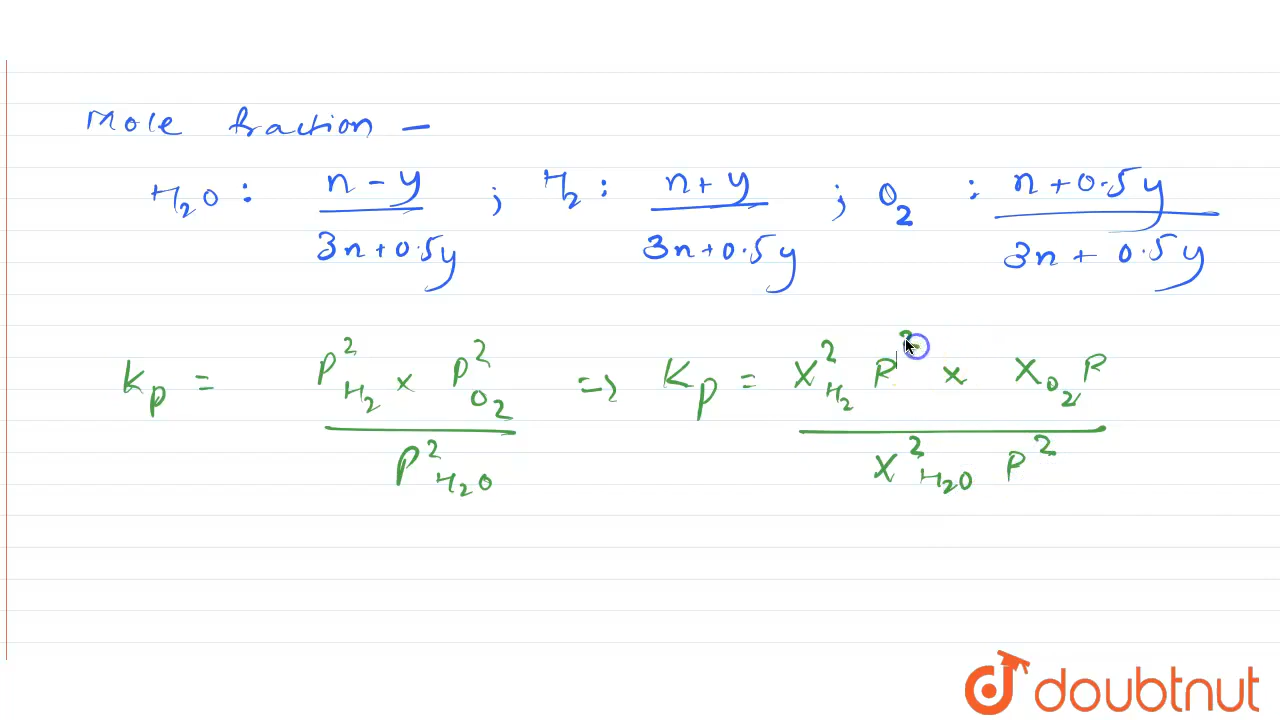 Mole fraction -
H₂O : (n - y)/(3n + 0.5y) ; H₂ : (n + y)/(3n + 0.5y) ; O₂ : (n + 0.5y)/(3n + 0.5y)
Kp = (P²H₂ × P²O₂)/(P²H₂O) => Kp = (X²H₂ P² × XO₂ P)/(X²H₂O P²)
doubtnut